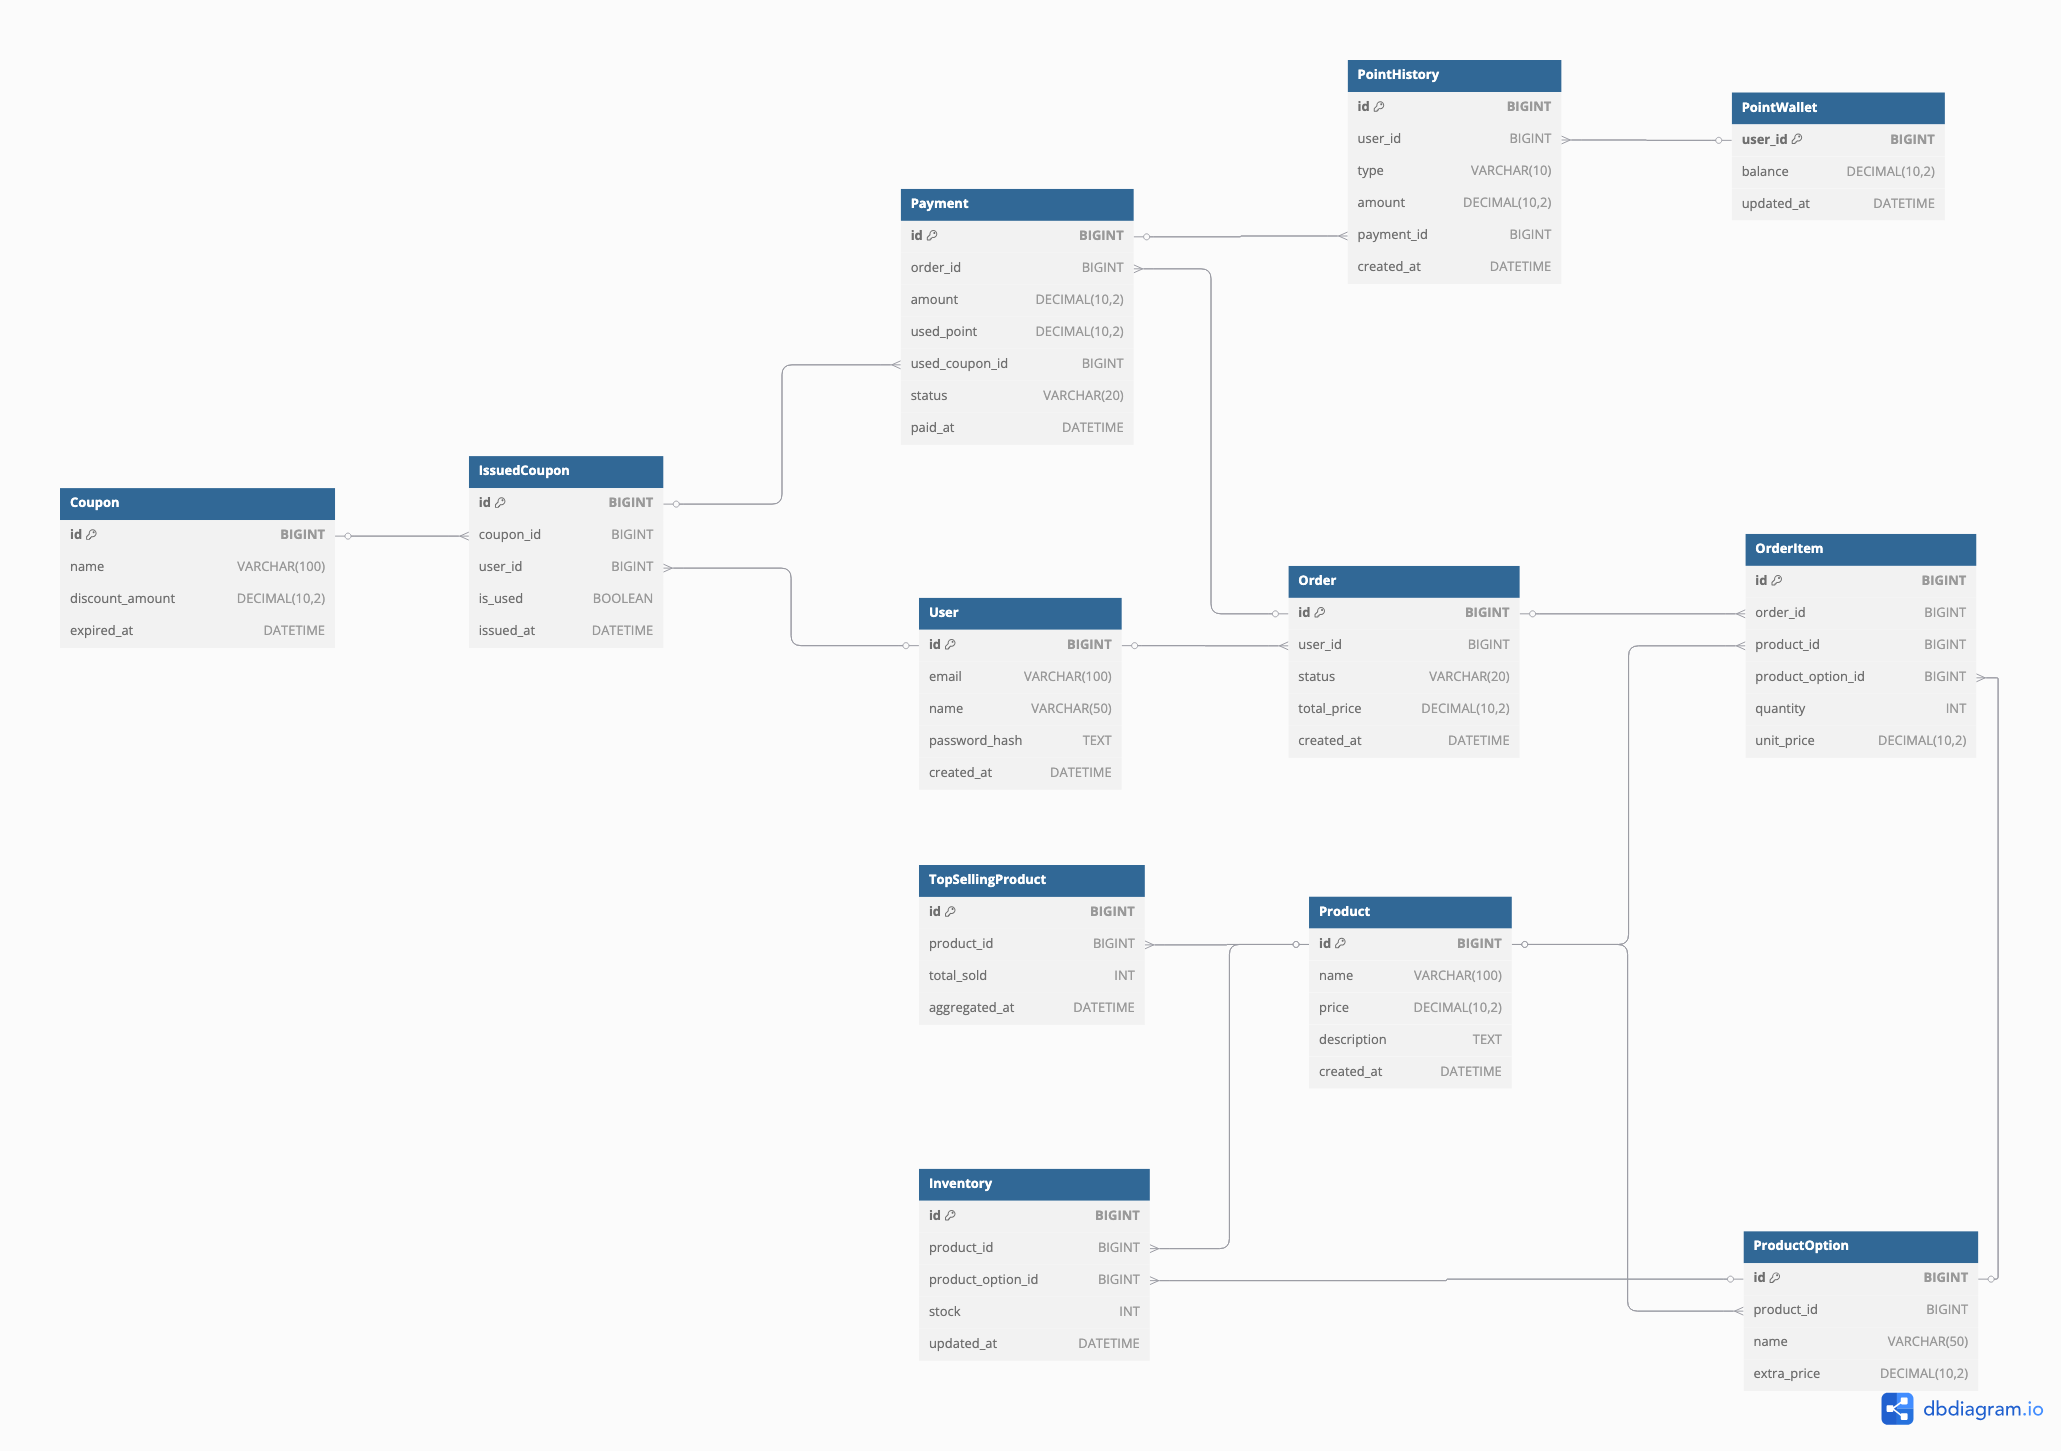 PointHistory
id BIGINT
user_id BIGINT
type VARCHAR(10)
amount DECIMAL(10,2)
payment_id BIGINT
created_at DATETIME
PointWallet
user_id BIGINT
balance DECIMAL(10,2)
updated_at DATETIME
Payment
id BIGINT
order_id BIGINT
amount DECIMAL(10,2)
used_point DECIMAL(10,2)
used_coupon_id BIGINT
status VARCHAR(20)
paid_at DATETIME
Coupon
id BIGINT
name VARCHAR(100)
discount_amount DECIMAL(10,2)
expired_at DATETIME
IssuedCoupon
id BIGINT
coupon_id BIGINT
user_id BIGINT
is_used BOOLEAN
issued_at DATETIME
User
id BIGINT
email VARCHAR(100)
name VARCHAR(50)
password_hash TEXT
created_at DATETIME
Order
id BIGINT
user_id BIGINT
status VARCHAR(20)
total_price DECIMAL(10,2)
created_at DATETIME
OrderItem
id BIGINT
order_id BIGINT
product_id BIGINT
product_option_id BIGINT
quantity INT
unit_price DECIMAL(10,2)
TopSellingProduct
id BIGINT
product_id BIGINT
total_sold INT
aggregated_at DATETIME
Product
id BIGINT
name VARCHAR(100)
price DECIMAL(10,2)
description TEXT
created_at DATETIME
Inventory
id BIGINT
product_id BIGINT
product_option_id BIGINT
stock INT
updated_at DATETIME
ProductOption
id BIGINT
product_id BIGINT
name VARCHAR(50)
extra_price DECIMAL(10,2)
dbdiagram.io